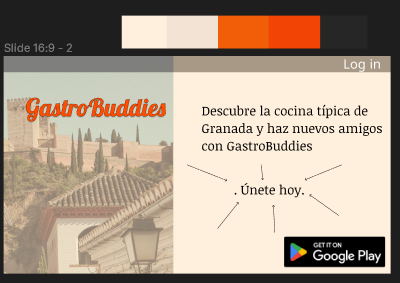 Slide 16:9 - 2
Log in
GastroBuddies
Descubre la cocina típica de
Granada y haz nuevos amigos
con GastroBuddies
. Únete hoy.
GET IT ON
Google Play